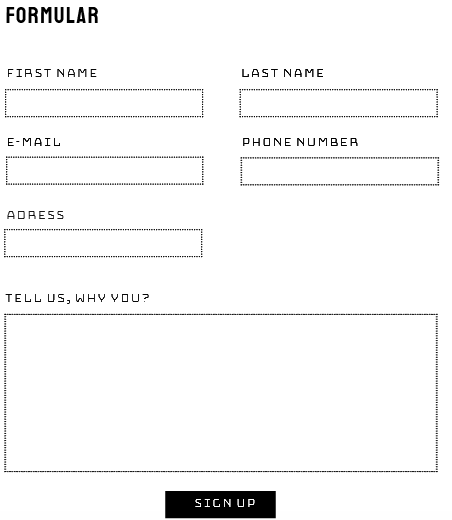 FORMULAR
FIRST NAME
LAST NAME
E-MAIL
PHONE NUMBER
ADRESS
TELL US, WHY YOU?
SIGN UP